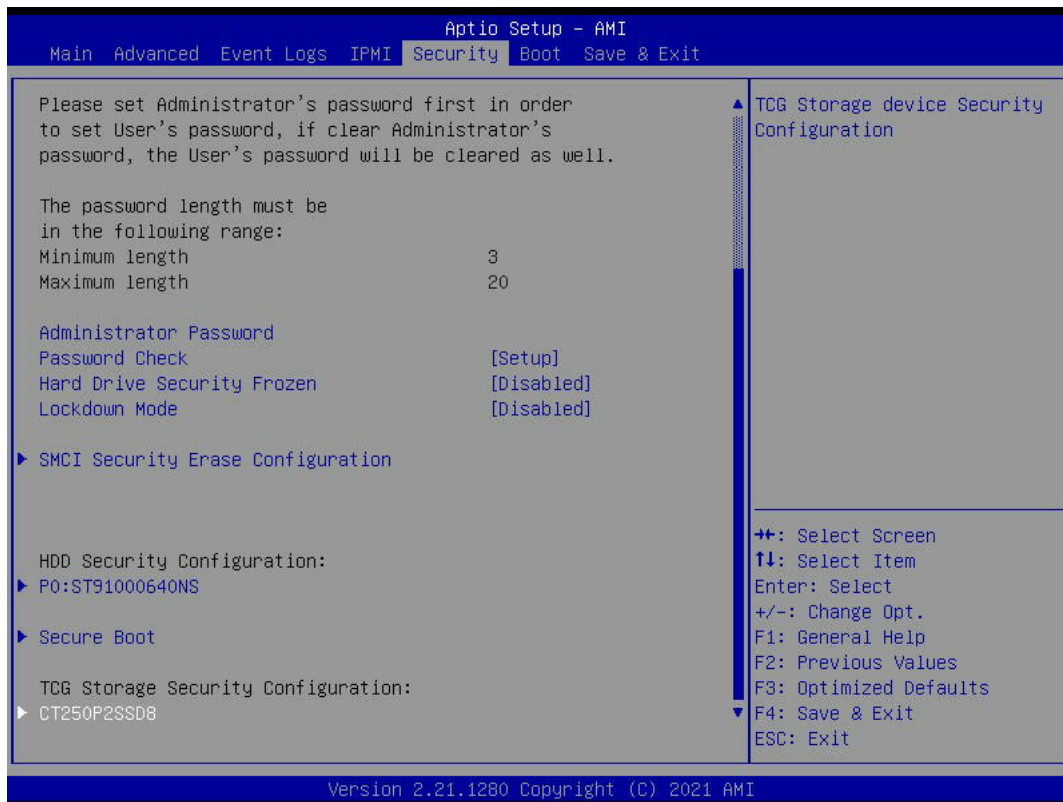 Aptio Setup – AMI
Main Advanced Event Logs IPMI Security Boot Save & Exit
Please set Administrator's password first in order
to set User's password, if clear Administrator's
password, the User's password will be cleared as well.
The password length must be
in the following range:
Minimum length 3
Maximum length 20
Administrator Password
Password Check [Setup]
Hard Drive Security Frozen [Disabled]
Lockdown Mode [Disabled]
SMCI Security Erase Configuration
HDD Security Configuration:
P0:ST91000640NS
Secure Boot
TCG Storage Security Configuration:
CT250P2SSD8
TCG Storage device Security
Configuration
→←: Select Screen
↑↓: Select Item
Enter: Select
+/-: Change Opt.
F1: General Help
F2: Previous Values
F3: Optimized Defaults
F4: Save & Exit
ESC: Exit
Version 2.21.1280 Copyright (C) 2021 AMI